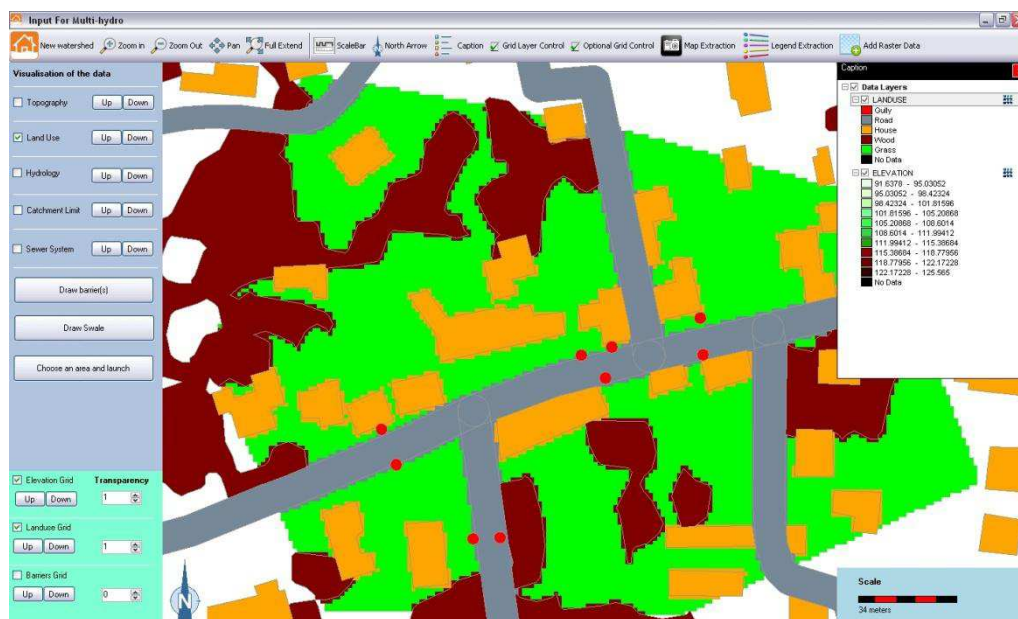 Input For Multi-hydro
New watershed Zoom in Zoom Out Pan Full Extend ScaleBar North Arrow Caption Grid Layer Control Optional Grid Control Map Extraction Legend Extraction Add Raster Data
Visualisation of the data
Topography Up Down
Land Use Up Down
Hydrology Up Down
Catchment Limit Up Down
Sewer System Up Down
Draw barrier(s)
Draw Swale
Choose an area and launch
Elevation Grid Transparency
Up Down 1
Landuse Grid
Up Down 1
Barriers Grid
Up Down 0
N
Caption
Data Layers
LANDUSE
Gully
Road
House
Wood
Grass
No Data
ELEVATION
91.6378 - 95.03052
95.03052 - 98.42324
98.42324 - 101.81596
101.81596 - 105.20868
105.20868 - 108.6014
108.6014 - 111.99412
111.99412 - 115.38684
115.38684 - 118.77956
118.77956 - 122.17228
122.17228 - 125.565
No Data
Scale
34 meters